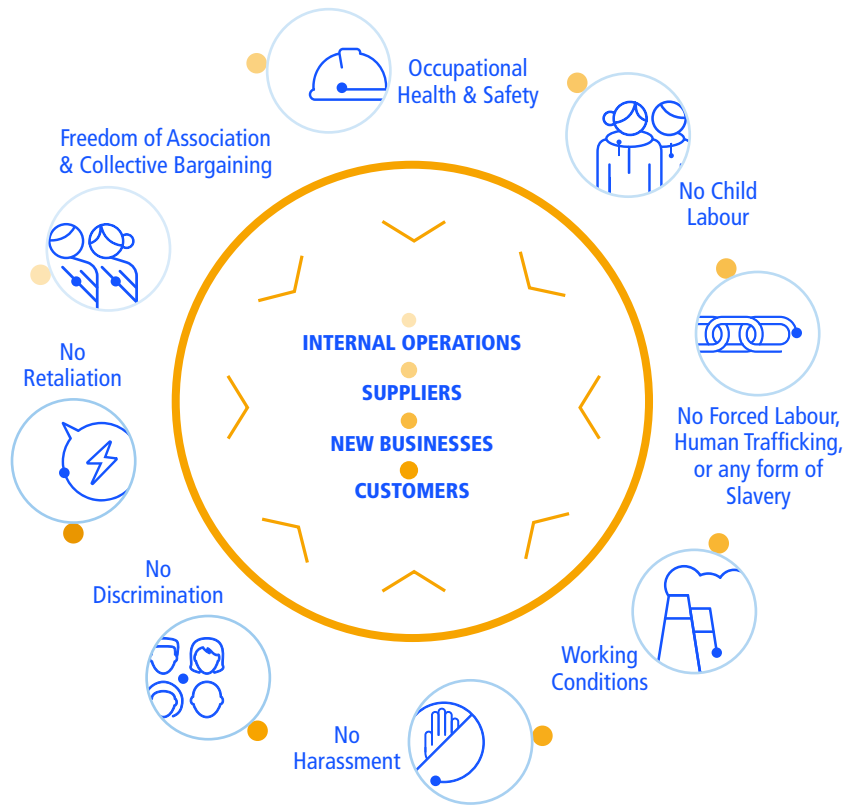 Occupational
Health & Safety
No Child
Labour
No Forced Labour,
Human Trafficking,
or any form of
Slavery
Working
Conditions
No
Harassment
No
Discrimination
No
Retaliation
Freedom of Association
& Collective Bargaining
INTERNAL OPERATIONS
SUPPLIERS
NEW BUSINESSES
CUSTOMERS